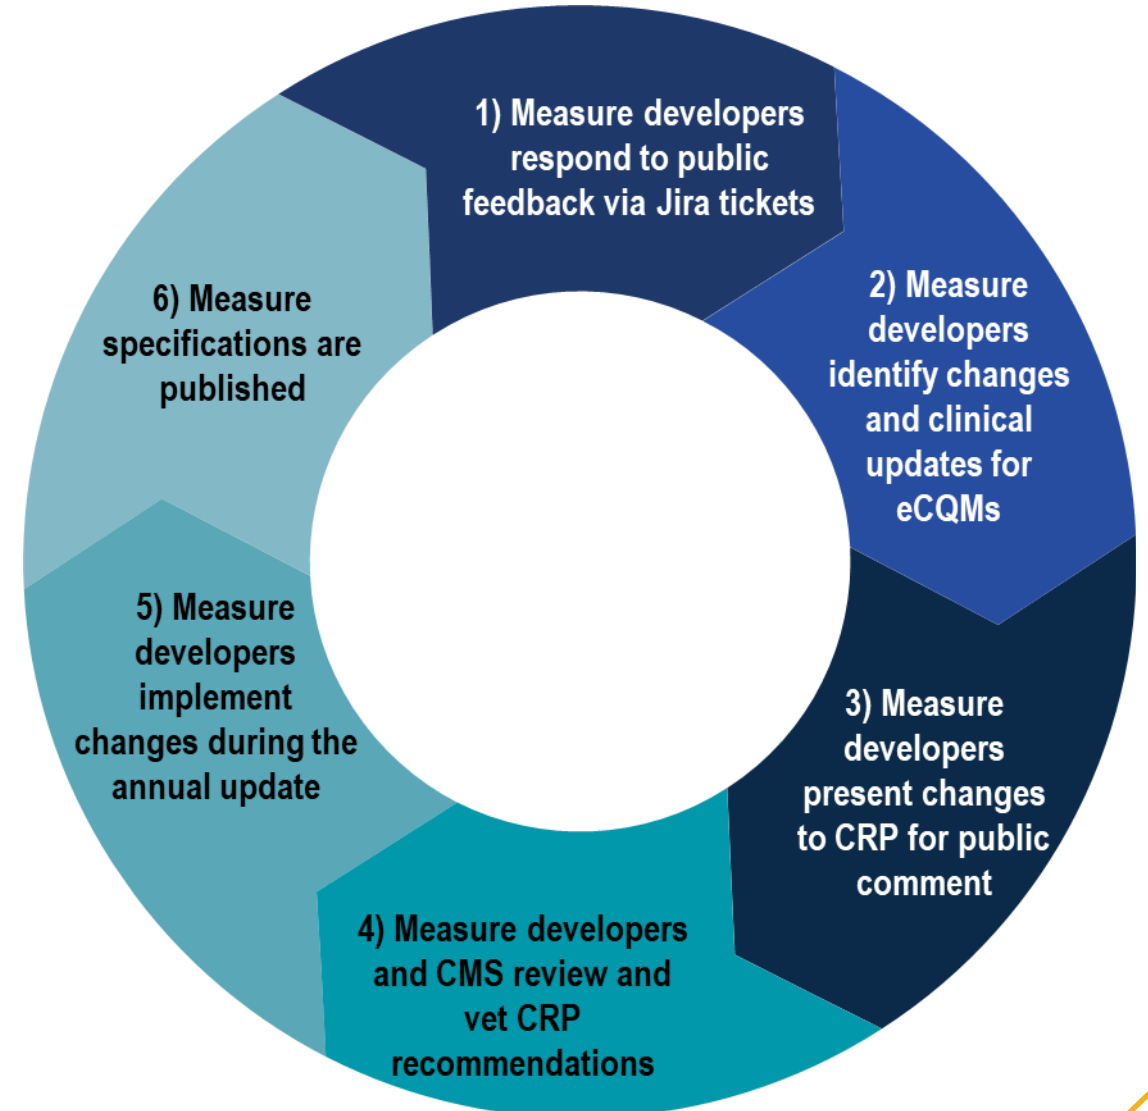 1) Measure developers
respond to public
feedback via Jira tickets
2) Measure
developers
identify changes
and clinical
updates for
eCQMs
3) Measure
developers
present changes
to CRP for public
comment
4) Measure developers
and CMS review and
vet CRP
recommendations
5) Measure
developers
implement
changes during the
annual update
6) Measure
specifications are
published